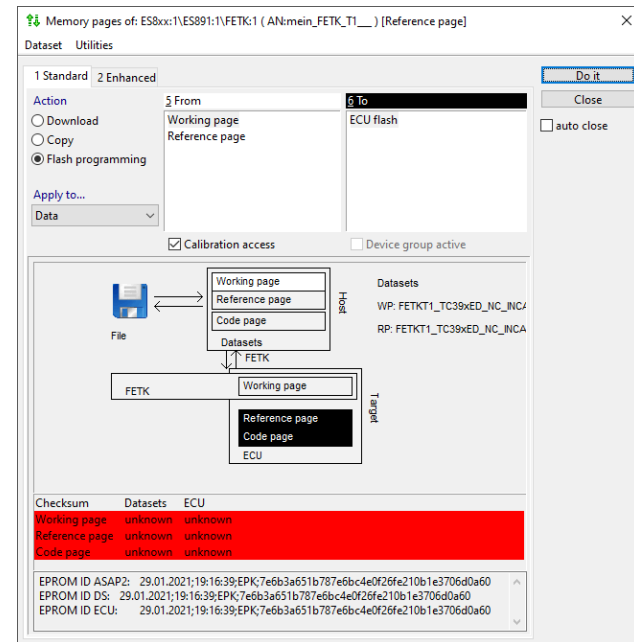 Memory pages of: ES8xx:1\ES891:1\FETK:1 ( AN:mein_FETK_T1__ ) [Reference page]
Dataset Utilities
1 Standard 2 Enhanced
Do it
Close
auto close
Action
Download
Copy
Flash programming
Apply to...
Data
5 From
Working page
Reference page
6 To
ECU flash
Calibration access
Device group active
File
Working page
Reference page
Code page
Datasets
Host
Datasets
WP: FETKT1_TC39xED_NC_INCA
RP: FETKT1_TC39xED_NC_INCA
FETK
FETK
Working page
Reference page
Code page
ECU
Target
Checksum Datasets ECU
Working page unknown unknown
Reference page unknown unknown
Code page unknown unknown
EPROM ID ASAP2: 29.01.2021;19:16:39;EPK;7e6b3a651b787e6bc4e0f26fe210b1e3706d0a60
EPROM ID DS: 29.01.2021;19:16:39;EPK;7e6b3a651b787e6bc4e0f26fe210b1e3706d0a60
EPROM ID ECU: 29.01.2021;19:16:39;EPK;7e6b3a651b787e6bc4e0f26fe210b1e3706d0a60